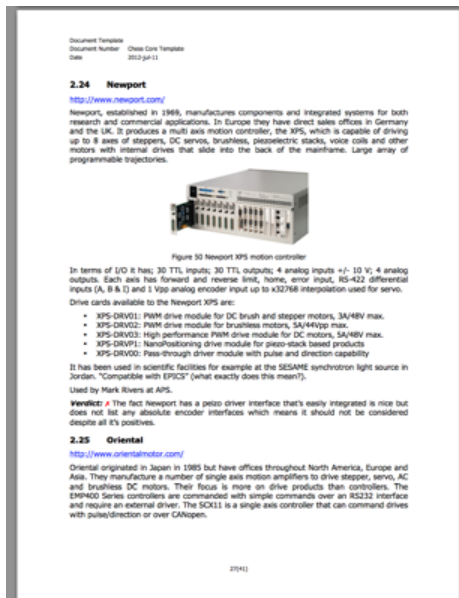 Document Template
Document Number Chess Core Template
Date 2012-jul-11
2.24 Newport
http://www.newport.com/
Newport, established in 1969, manufactures components and integrated systems for both
research and commercial applications. In Europe they have direct sales offices in Germany
and the UK. It produces a multi axis motion controller, the XPS, which is capable of driving
up to 8 axes of steppers, DC servos, brushless, piezoelectric stacks, voice coils and other
motors with internal drives that slide into the back of the mainframe. Large array of
programmable trajectories.
Figure 50 Newport XPS motion controller
In terms of I/O it has; 30 TTL inputs; 30 TTL outputs; 4 analog inputs +/- 10 V; 4 analog
outputs. Each axis has forward and reverse limit, home, error input, RS-422 differential
inputs (A, B & I) and 1 Vpp analog encoder input up to x32768 interpolation used for servo.
Drive cards available to the Newport XPS are:
• XPS-DRV01: PWM drive module for DC brush and stepper motors, 3A/48V max.
• XPS-DRV02: PWM drive module for brushless motors, 5A/44Vpp max.
• XPS-DRV03: High performance PWM drive module for DC motors, 5A/48V max.
• XPS-DRVP1: NanoPositioning drive module for piezo-stack based products
• XPS-DRV00: Pass-through driver module with pulse and direction capability
It has been used in scientific facilities for example at the SESAME synchrotron light source in
Jordan. "Compatible with EPICS" (what exactly does this mean?).
Used by Mark Rivers at APS.
Verdict: ✗ The fact Newport has a peizo driver interface that's easily integrated is nice but
does not list any absolute encoder interfaces which means it should not be considered
despite all it's positives.
2.25 Oriental
http://www.orientalmotor.com/
Oriental originated in Japan in 1985 but have offices throughout North America, Europe and
Asia. They manufacture a number of single axis motion amplifiers to drive stepper, servo, AC
and brushless DC motors. Their focus is more on drive products than controllers. The
EMP400 Series controllers are commanded with simple commands over an RS232 interface
and require an external driver. The SCX11 is a single axis controller that can command drives
with pulse/direction or over CANopen.
27(41)